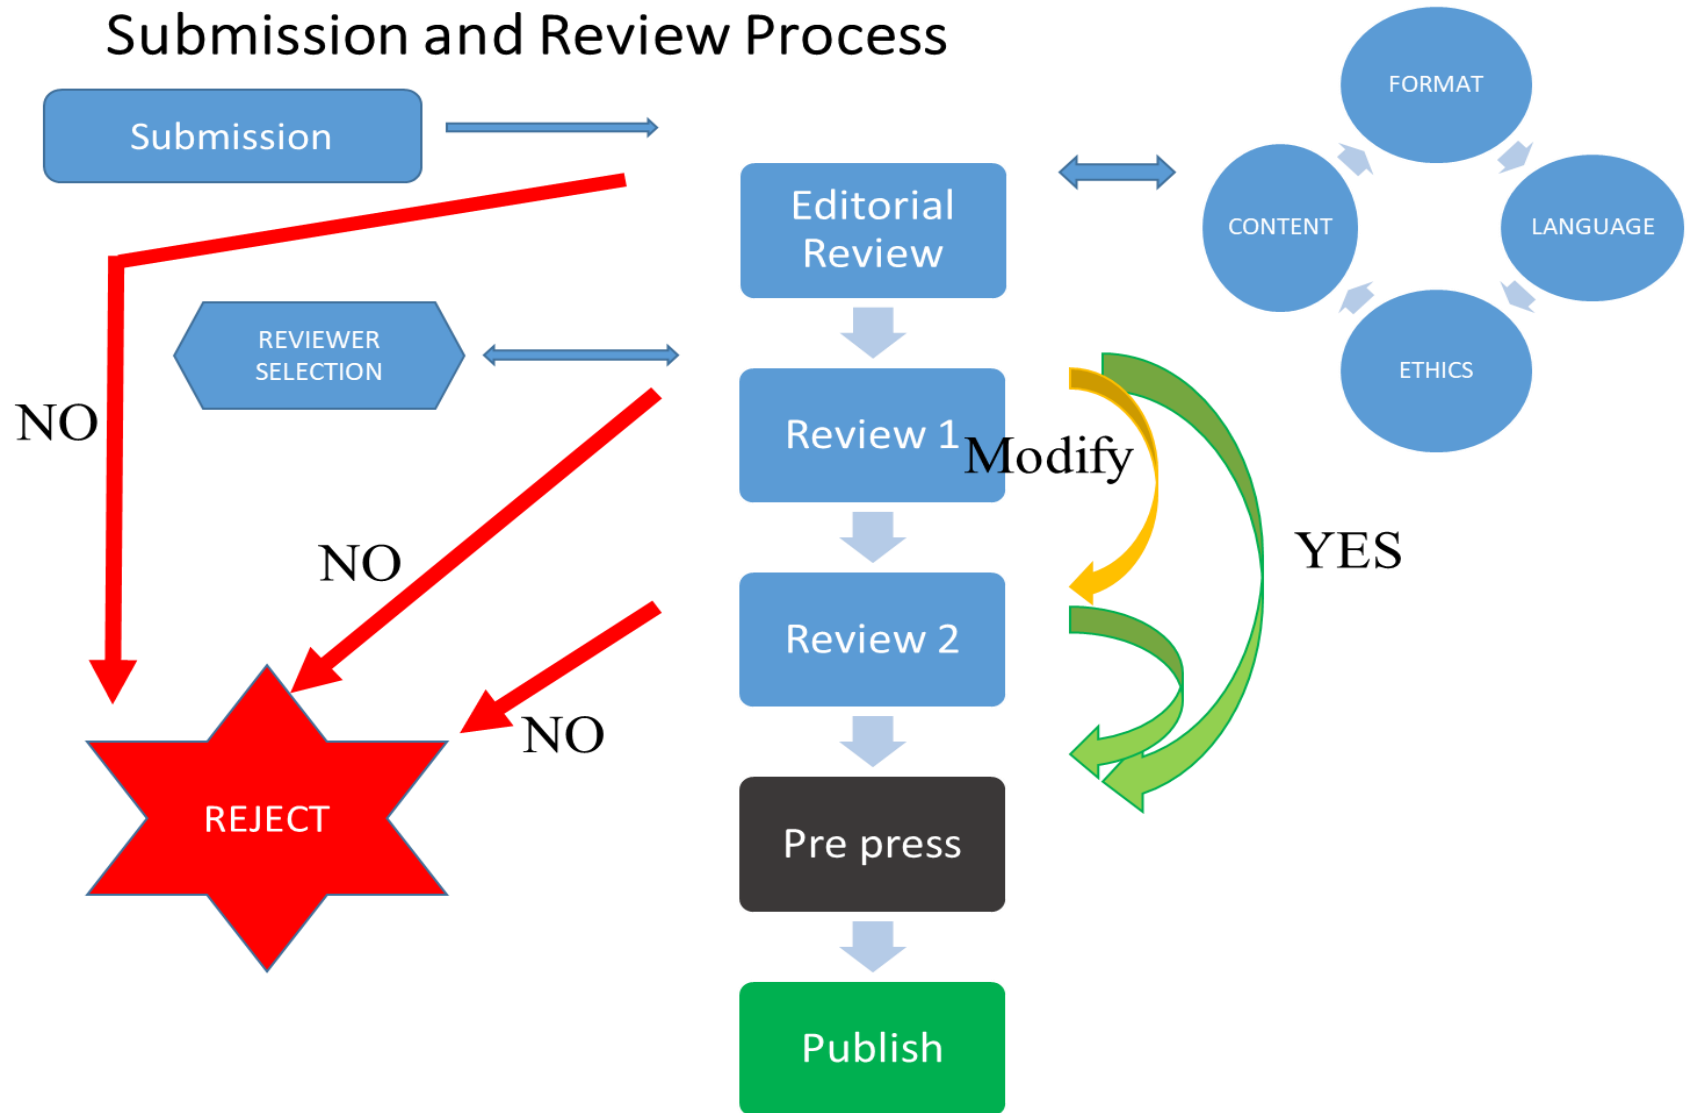 Submission and Review Process
Submission
Editorial
Review
FORMAT
CONTENT
LANGUAGE
ETHICS
REVIEWER
SELECTION
NO
Review 1
Modify
YES
NO
Review 2
NO
REJECT
Pre press
Publish